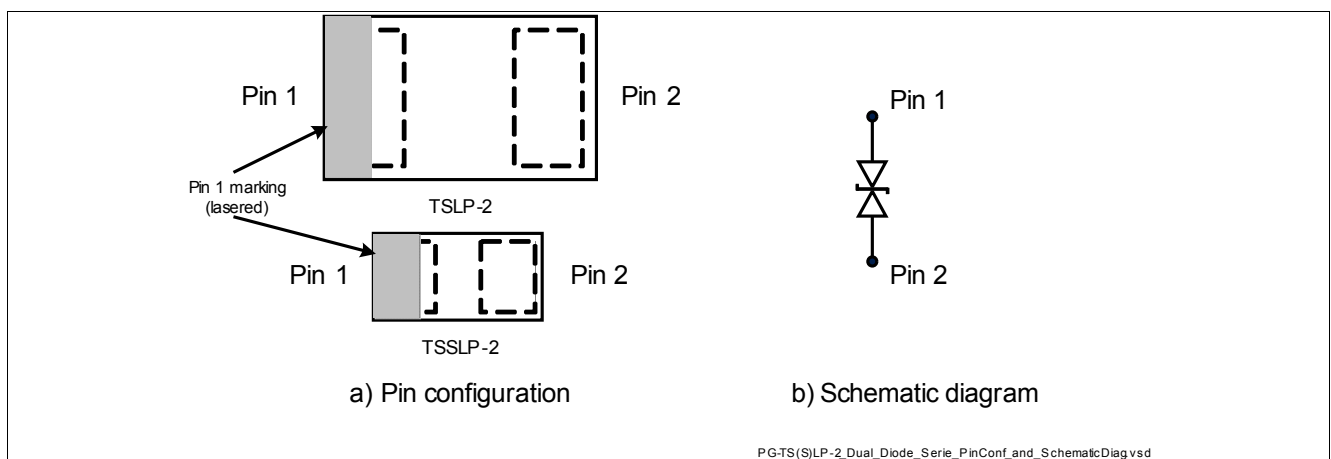 Pin 1
Pin 2
Pin 1 marking
(lasered)
TSLP-2
Pin 1
Pin 2
TSSLP-2
a) Pin configuration
Pin 1
Pin 2
b) Schematic diagram
PG-TS(S)LP-2_Dual_Diode_Serie_PinConf_and_SchematicDiag.vsd